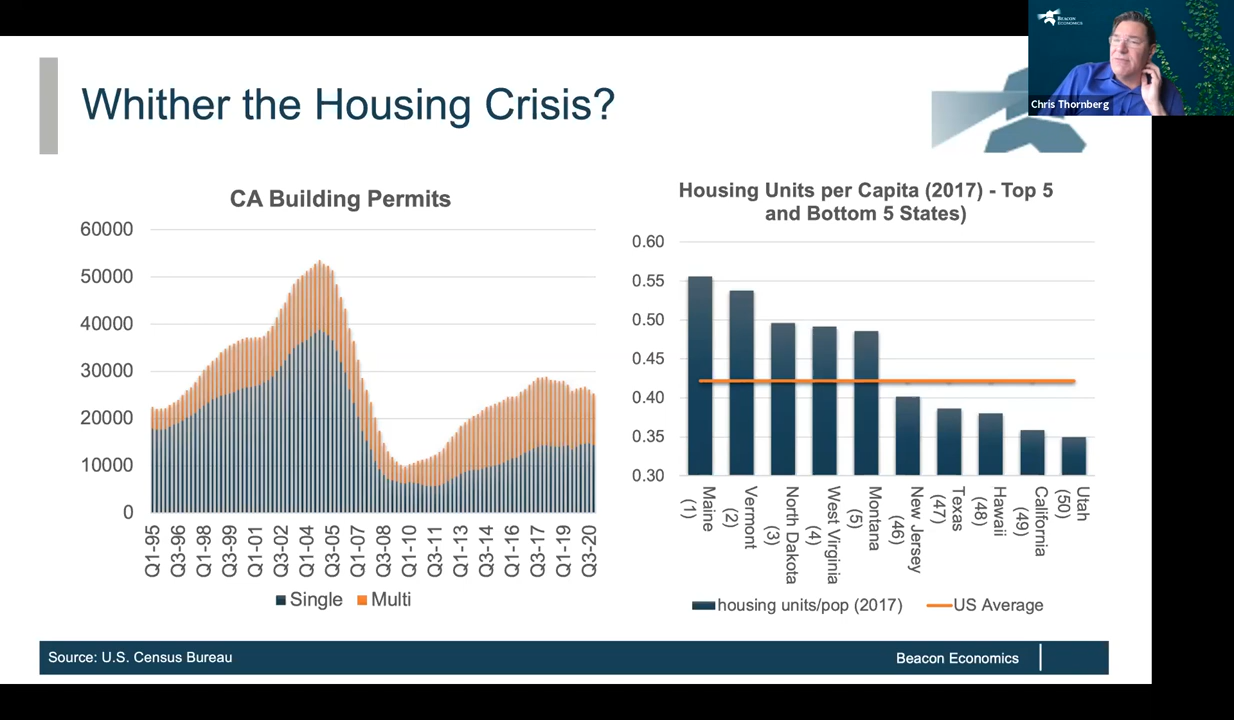 BEACON
ECONOMICS
Chris Thornberg
Whither the Housing Crisis?
CA Building Permits
60000
50000
40000
30000
20000
10000
0
Q1-95
Q3-96
Q1-98
Q3-99
Q1-01
Q3-02
Q1-04
Q3-05
Q1-07
Q3-08
Q1-10
Q3-11
Q1-13
Q3-14
Q1-16
Q3-17
Q1-19
Q3-20
Single
Multi
Housing Units per Capita (2017) - Top 5
and Bottom 5 States)
0.60
0.55
0.50
0.45
0.40
0.35
0.30
Maine
(1)
Vermont
(2)
North Dakota
(3)
West Virginia
(4)
Montana
(5)
New Jersey
(46)
Texas
(47)
Hawaii
(48)
California
(49)
Utah
(50)
housing units/pop (2017)
US Average
Source: U.S. Census Bureau
Beacon Economics